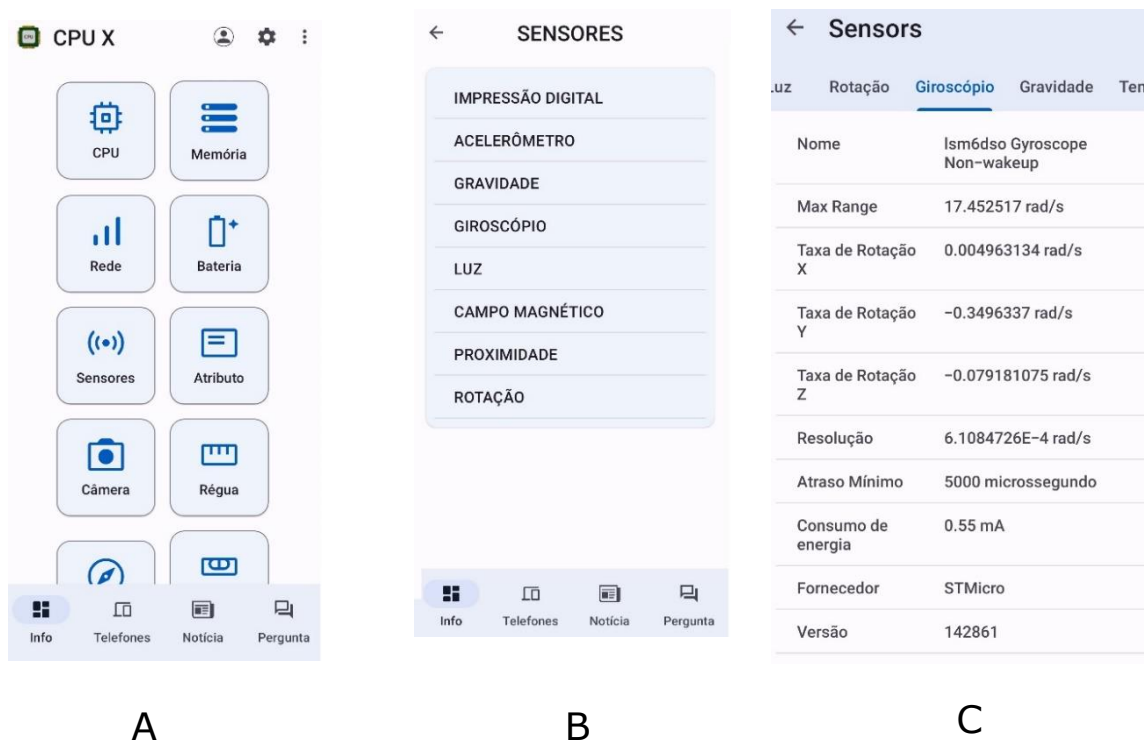 CPU X
CPU
Memória
Rede
Bateria
Sensores
Atributo
Câmera
Régua
Info
Telefones
Notícia
Pergunta
A
SENSORES
IMPRESSÃO DIGITAL
ACELERÔMETRO
GRAVIDADE
GIROSCÓPIO
LUZ
CAMPO MAGNÉTICO
PROXIMIDADE
ROTAÇÃO
Info
Telefones
Notícia
Pergunta
B
Sensors
Rotação Giroscópio Gravidade
Nome lsm6dso Gyroscope
Non-wakeup
Max Range 17.452517 rad/s
Taxa de Rotação 0.004963134 rad/s
X
Taxa de Rotação -0.3496337 rad/s
Y
Taxa de Rotação -0.079181075 rad/s
Z
Resolução 6.1084726E-4 rad/s
Atraso Mínimo 5000 microssegundo
Consumo de 0.55 mA
energia
Fornecedor STMicro
Versão 142861
C